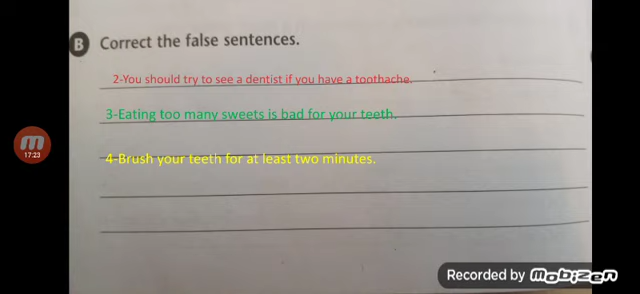 B Correct the false sentences.
2-You should try to see a dentist if you have a toothache.
3-Eating too many sweets is bad for your teeth.
4-Brush your teeth for at least two minutes.
17:23
Recorded by Mobizen